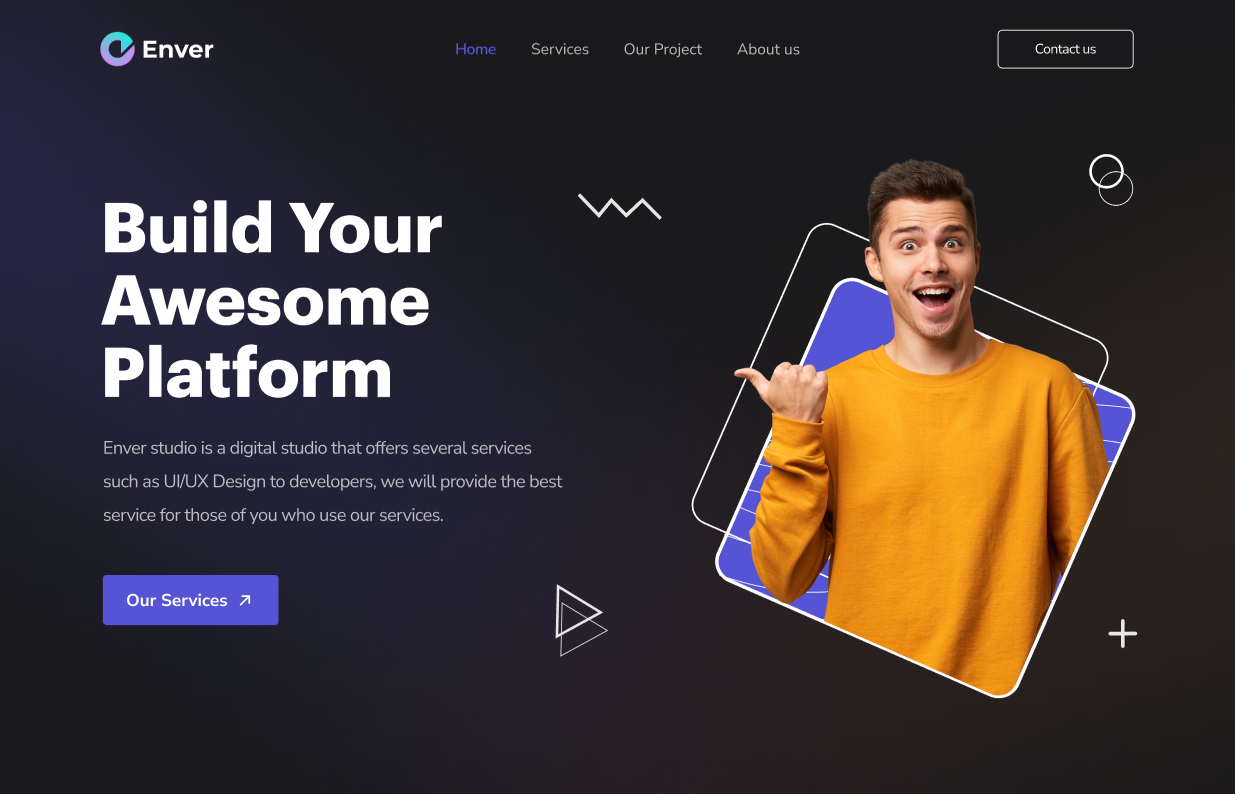 Enver
Home
Services
Our Project
About us
Contact us
Build Your
Awesome
Platform
Enver studio is a digital studio that offers several services
such as UI/UX Design to developers, we will provide the best
service for those of you who use our services.
Our Services